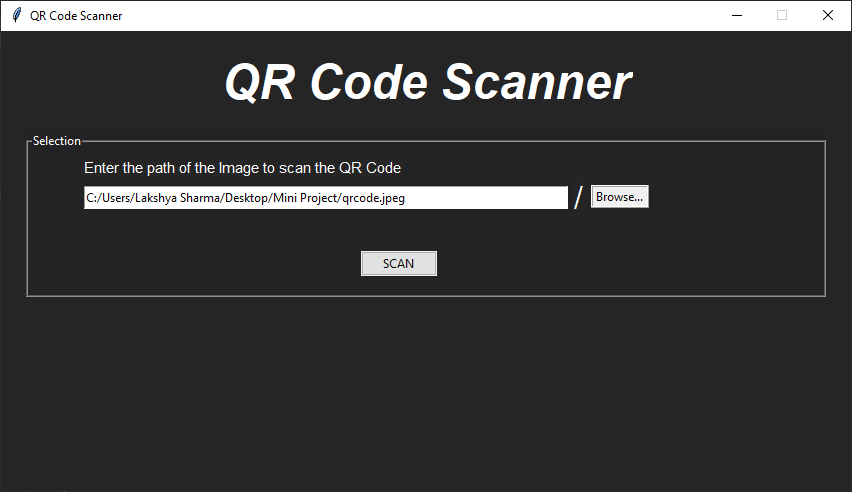 QR Code Scanner
QR Code Scanner
Selection
Enter the path of the Image to scan the QR Code
C:/Users/Lakshya Sharma/Desktop/Mini Project/qrcode.jpeg / Browse...
SCAN